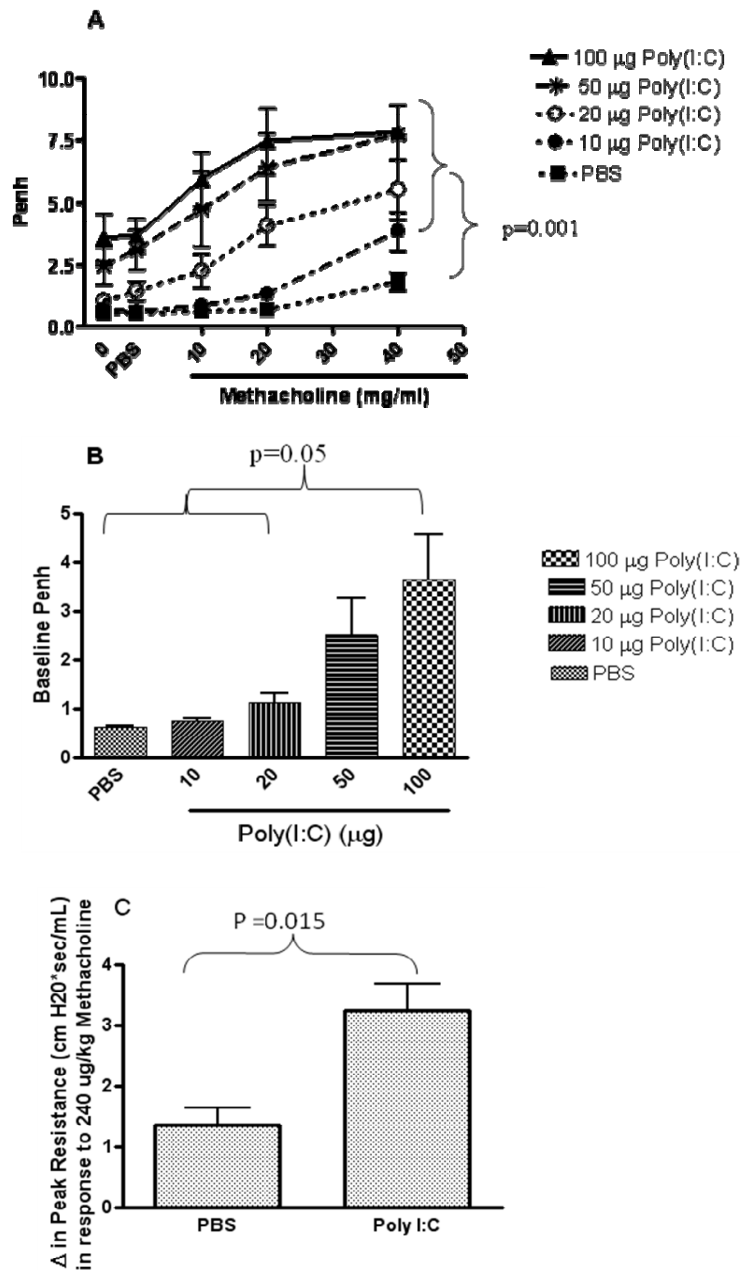 A
100 µg Poly(I:C)
50 µg Poly(I:C)
20 µg Poly(I:C)
10 µg Poly(I:C)
PBS
10.0
7.5
5.0
2.5
0.0
Penh
p=0.001
0
PBS
10
20
30
40
50
Methacholine (mg/ml)
B
p=0.05
5
4
3
2
1
0
Baseline Penh
100 µg Poly(I:C)
50 µg Poly(I:C)
20 µg Poly(I:C)
10 µg Poly(I:C)
PBS
PBS
10
20
50
100
Poly(I:C) (µg)
C
P =0.015
Δ in Peak Resistance (cm H20*sec/mL)
in response to 240 ug/kg Methacholine
4
3
2
1
0
PBS
Poly I:C